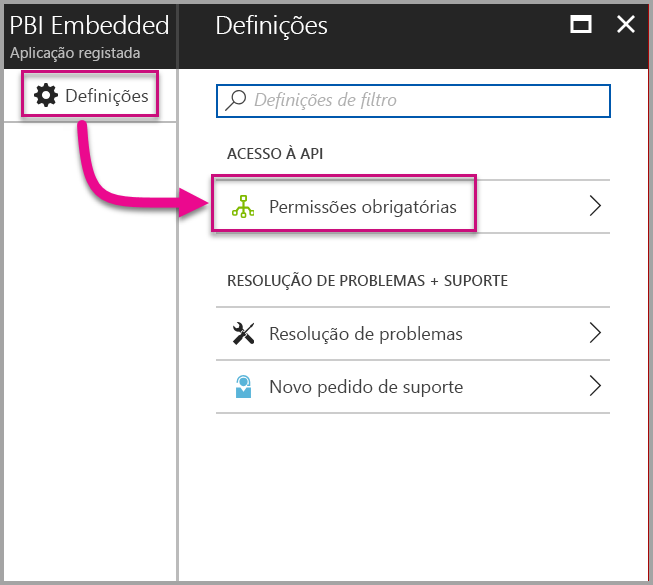 PBI Embedded
Aplicação registada
Definições
Definições
Definições de filtro
ACESSO À API
Permissões obrigatórias
RESOLUÇÃO DE PROBLEMAS + SUPORTE
Resolução de problemas
Novo pedido de suporte